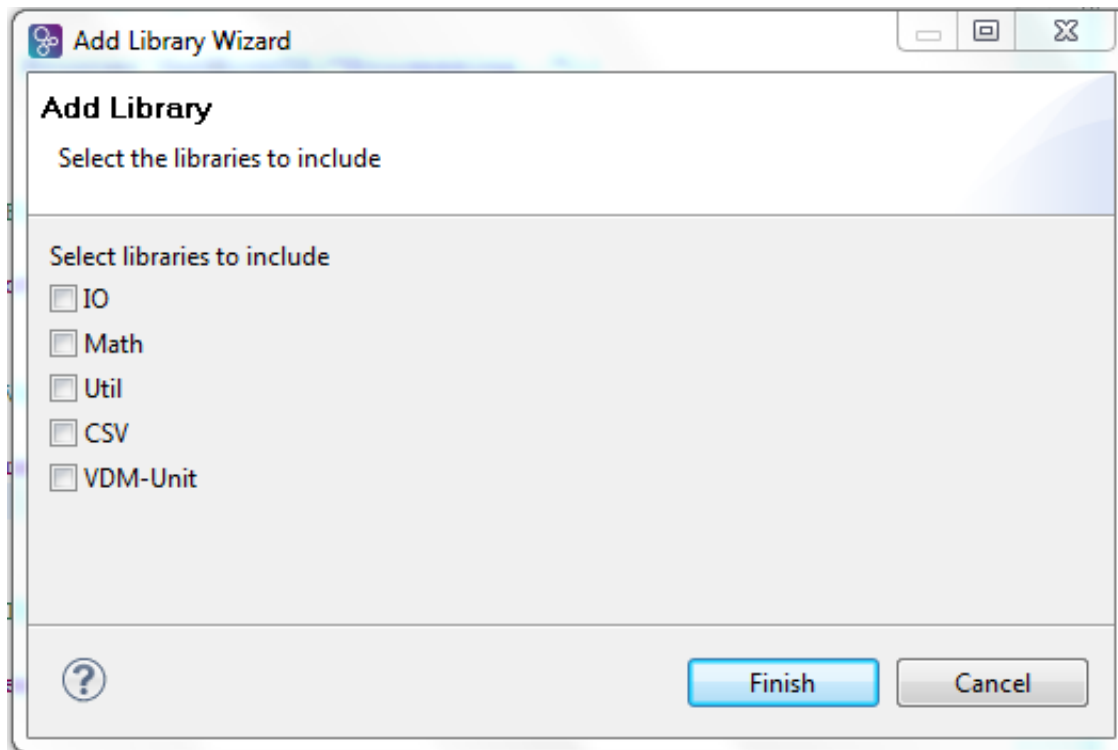 Add Library Wizard
Add Library
Select the libraries to include
Select libraries to include
IO
Math
Util
CSV
VDM-Unit
?
Finish
Cancel